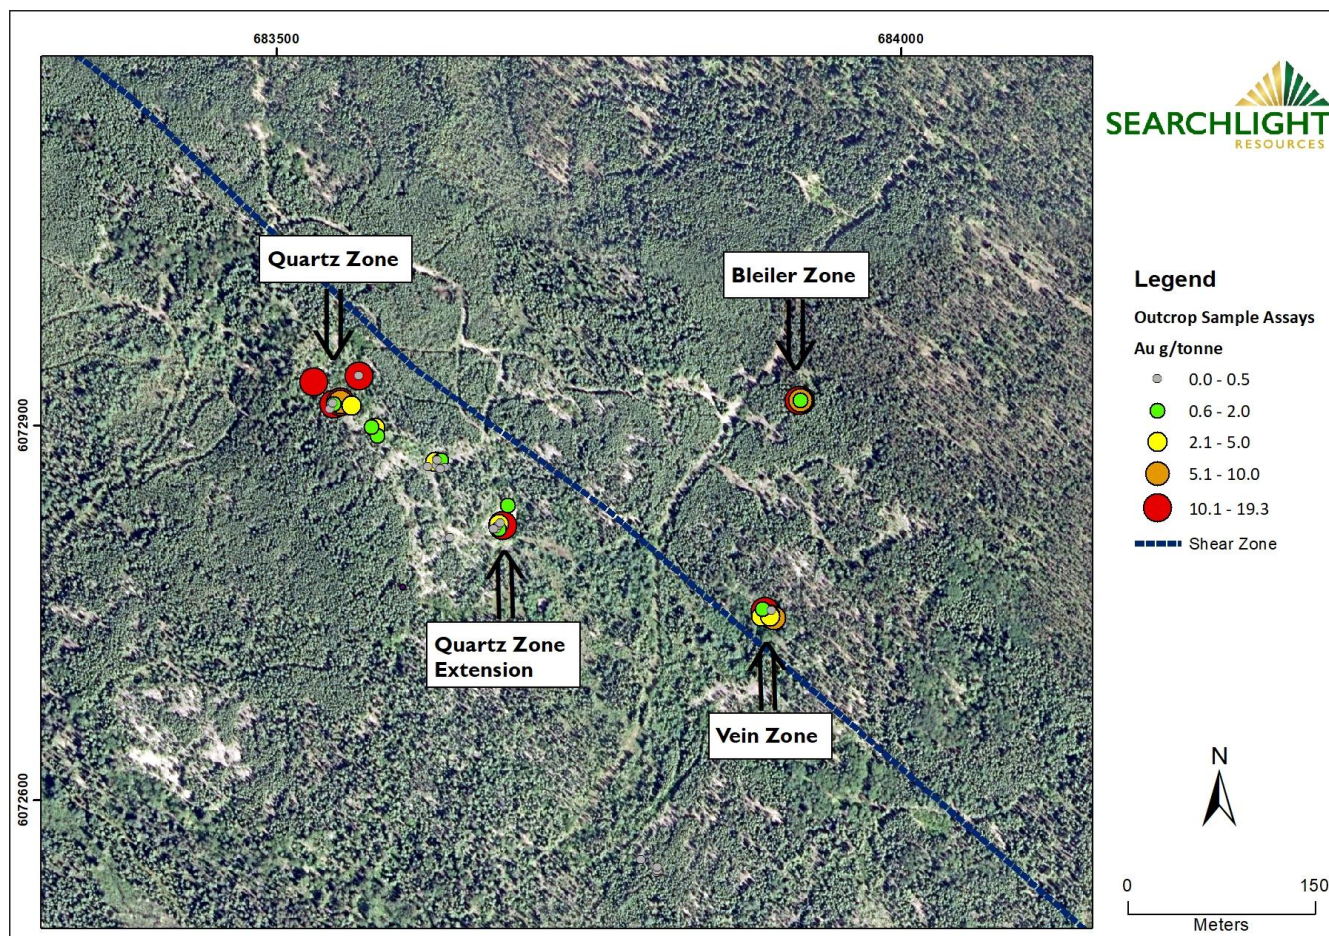 683500
684000
SEARCHLIGHT
RESOURCES
Quartz Zone
Bleiler Zone
Legend
Outcrop Sample Assays
Au g/tonne
0.0 - 0.5
0.6 - 2.0
2.1 - 5.0
5.1 - 10.0
10.1 - 19.3
Shear Zone
6072900
Quartz Zone
Extension
Vein Zone
6072600
N
0
150
Meters